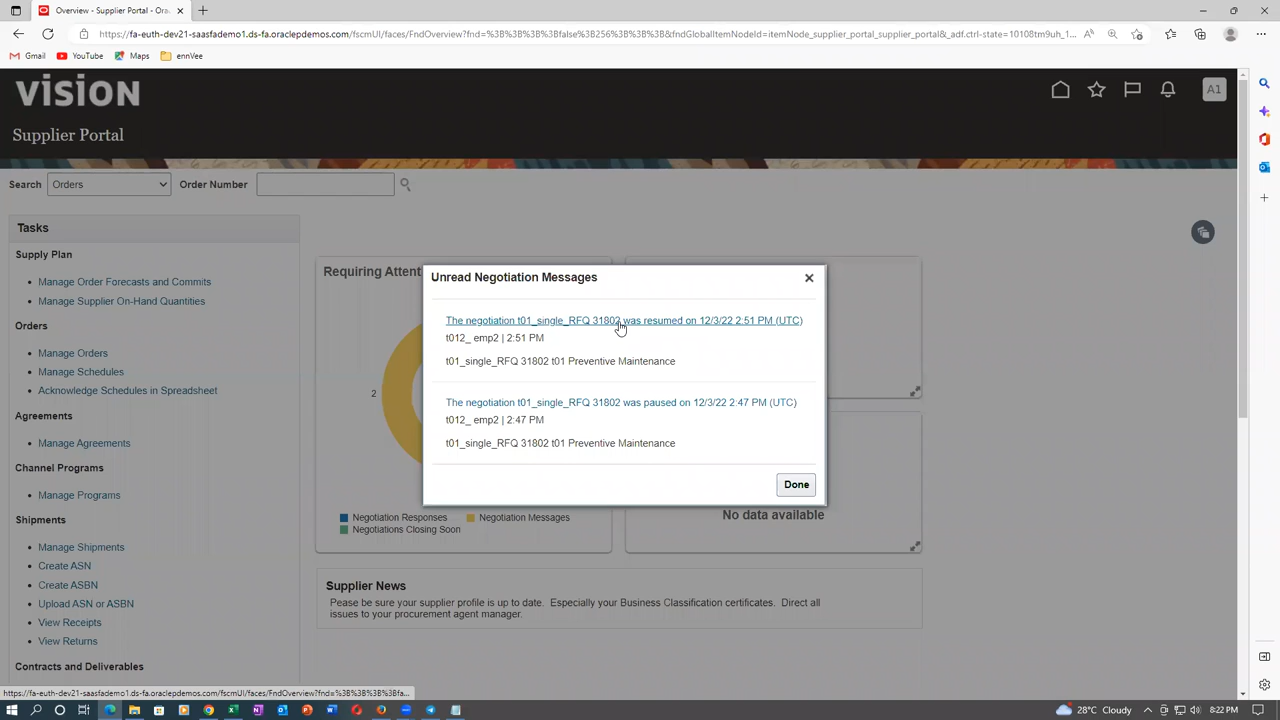 Overview - Supplier Portal - Ora
https://fa-euth-dev21-saasfademo1.ds-fa.oraclepdemos.com/fscmUI/faces/FndOverview?fnd=%3B%3B%3B%3Bfalse%3B256%3B%3B%3B&fndGlobalItemNodeId=itemNode_supplier_portal_supplier_portal&_adf.ctrl-state=10108tm9uh_1...
Gmail
YouTube
Maps
ennVee
vision
A1
Supplier Portal
Search
Orders
Order Number
Tasks
Supply Plan
Manage Order Forecasts and Commits
Manage Supplier On-Hand Quantities
Orders
Manage Orders
Manage Schedules
Acknowledge Schedules in Spreadsheet
Agreements
Manage Agreements
Channel Programs
Manage Programs
Shipments
Manage Shipments
Create ASN
Create ASBN
Upload ASN or ASBN
View Receipts
View Returns
Contracts and Deliverables
Requiring Attent
2
Negotiation Responses
Negotiation Messages
Negotiations Closing Soon
Unread Negotiation Messages
The negotiation t01_single_RFQ 31802 was resumed on 12/3/22 2:51 PM (UTC)
t012_ emp2 | 2:51 PM
t01_single_RFQ 31802 t01 Preventive Maintenance
The negotiation t01_single_RFQ 31802 was paused on 12/3/22 2:47 PM (UTC)
t012_ emp2 | 2:47 PM
t01_single_RFQ 31802 t01 Preventive Maintenance
Done
No data available
Supplier News
Pease be sure your supplier profile is up to date. Especially your Business Classification certificates. Direct all
issues to your procurement agent manager.
https://fa-euth-dev21-saasfademo1.ds-fa.oraclepdemos.com/fscmUI/faces/FndOverview?fnd=%3B%3B%3B%3Bfa...
28°C Cloudy
8:22 PM